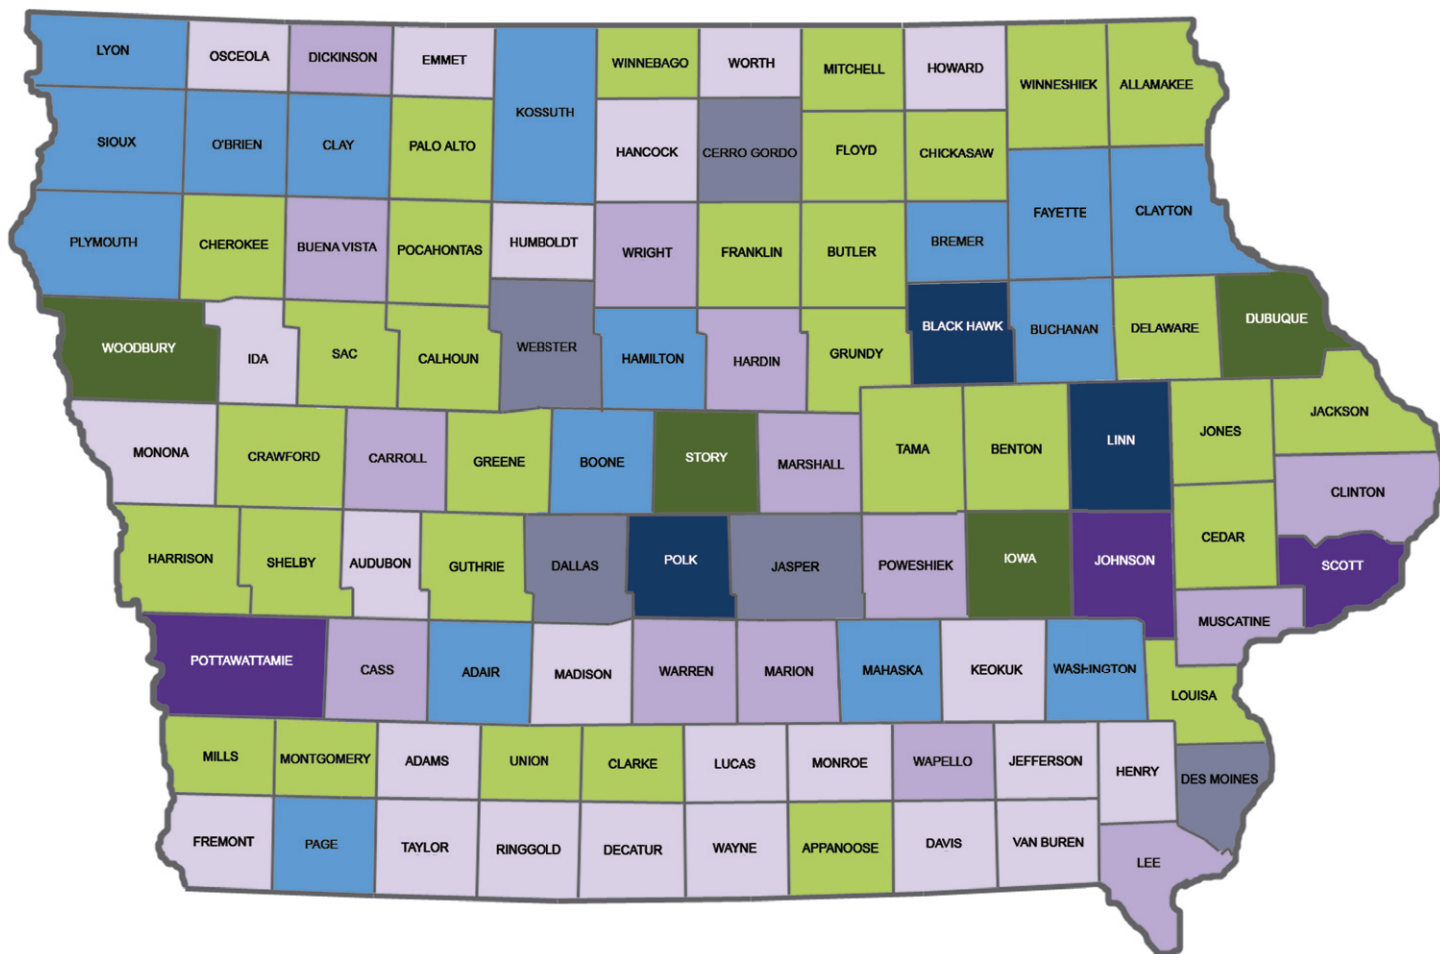 LYON
OSCEOLA
DICKINSON
EMMET
KOSSUTH
WINNEBAGO
WORTH
MITCHELL
HOWARD
WINNESHIEK
ALLAMAKEE
SIOUX
O'BRIEN
CLAY
PALO ALTO
HANCOCK
CERRO GORDO
FLOYD
CHICKASAW
PLYMOUTH
CHEROKEE
BUENA VISTA
POCAHONTAS
HUMBOLDT
WRIGHT
FRANKLIN
BUTLER
BREMER
FAYETTE
CLAYTON
WOODBURY
IDA
SAC
CALHOUN
WEBSTER
HAMILTON
HARDIN
GRUNDY
BLACK HAWK
BUCHANAN
DELAWARE
DUBUQUE
MONONA
CRAWFORD
CARROLL
GREENE
BOONE
STORY
MARSHALL
TAMA
BENTON
LINN
JONES
JACKSON
CLINTON
HARRISON
SHELBY
AUDUBON
GUTHRIE
DALLAS
POLK
JASPER
POWESHIEK
IOWA
JOHNSON
CEDAR
SCOTT
MUSCATINE
POTTAWATTAMIE
CASS
ADAIR
MADISON
WARREN
MARION
MAHASKA
KEOKUK
WASHINGTON
LOUISA
MILLS
MONTGOMERY
ADAMS
UNION
CLARKE
LUCAS
MONROE
WAPELLO
JEFFERSON
HENRY
DES MOINES
FREMONT
PAGE
TAYLOR
RINGGOLD
DECATUR
WAYNE
APPANOOSE
DAVIS
VAN BUREN
LEE